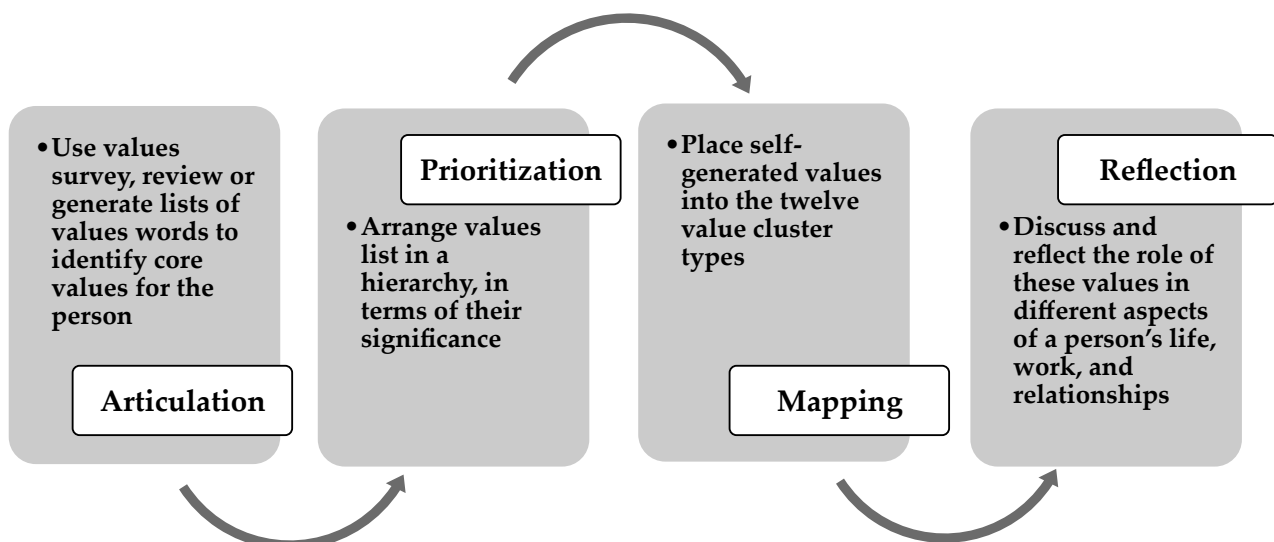 •Use values
survey, review or
generate lists of
values words to
identify core
values for the
person
Articulation
Prioritization
•Arrange values
list in a
hierarchy, in
terms of their
significance
•Place self-
generated values
into the twelve
value cluster
types
Mapping
Reflection
•Discuss and
reflect the role of
these values in
different aspects
of a person’s life,
work, and
relationships